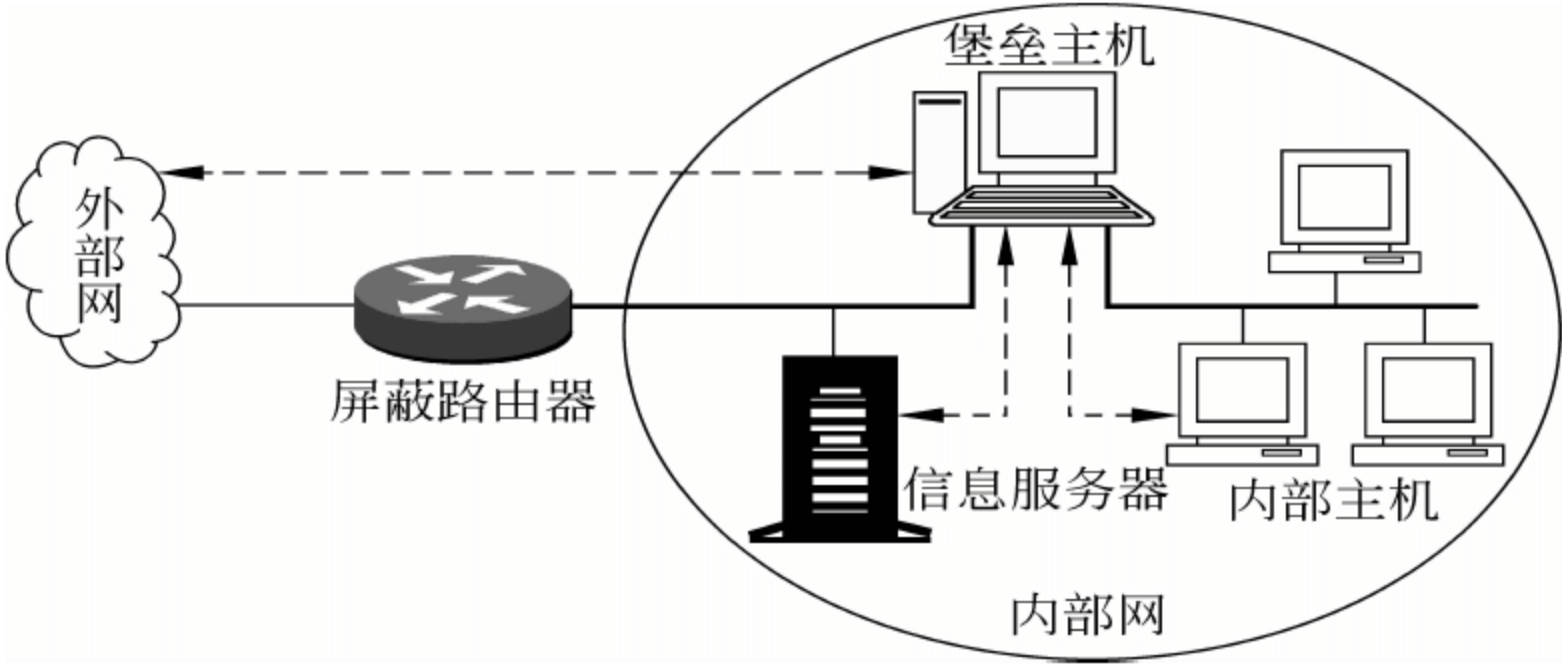 堡垒主机
外部网
屏蔽路由器
信息服务器
内部主机
内部网